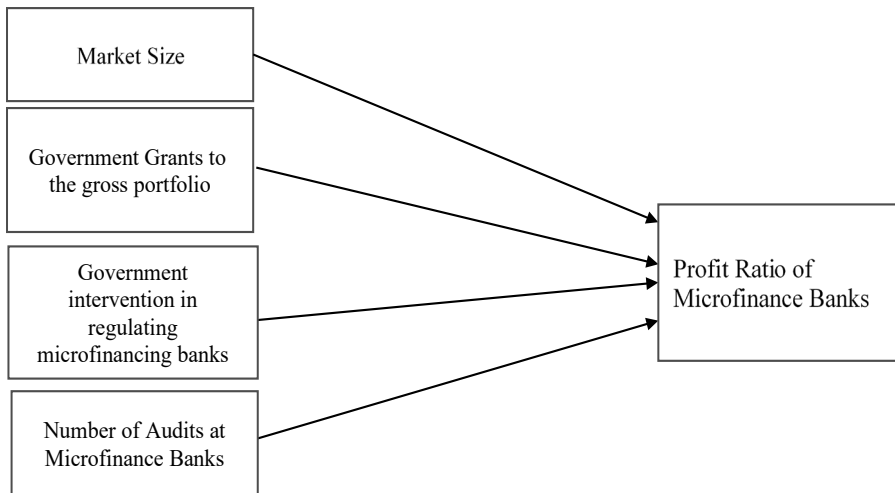 Market Size
Government Grants to
the gross portfolio
Government
intervention in
regulating
microfinancing banks
Number of Audits at
Microfinance Banks
Profit Ratio of
Microfinance Banks